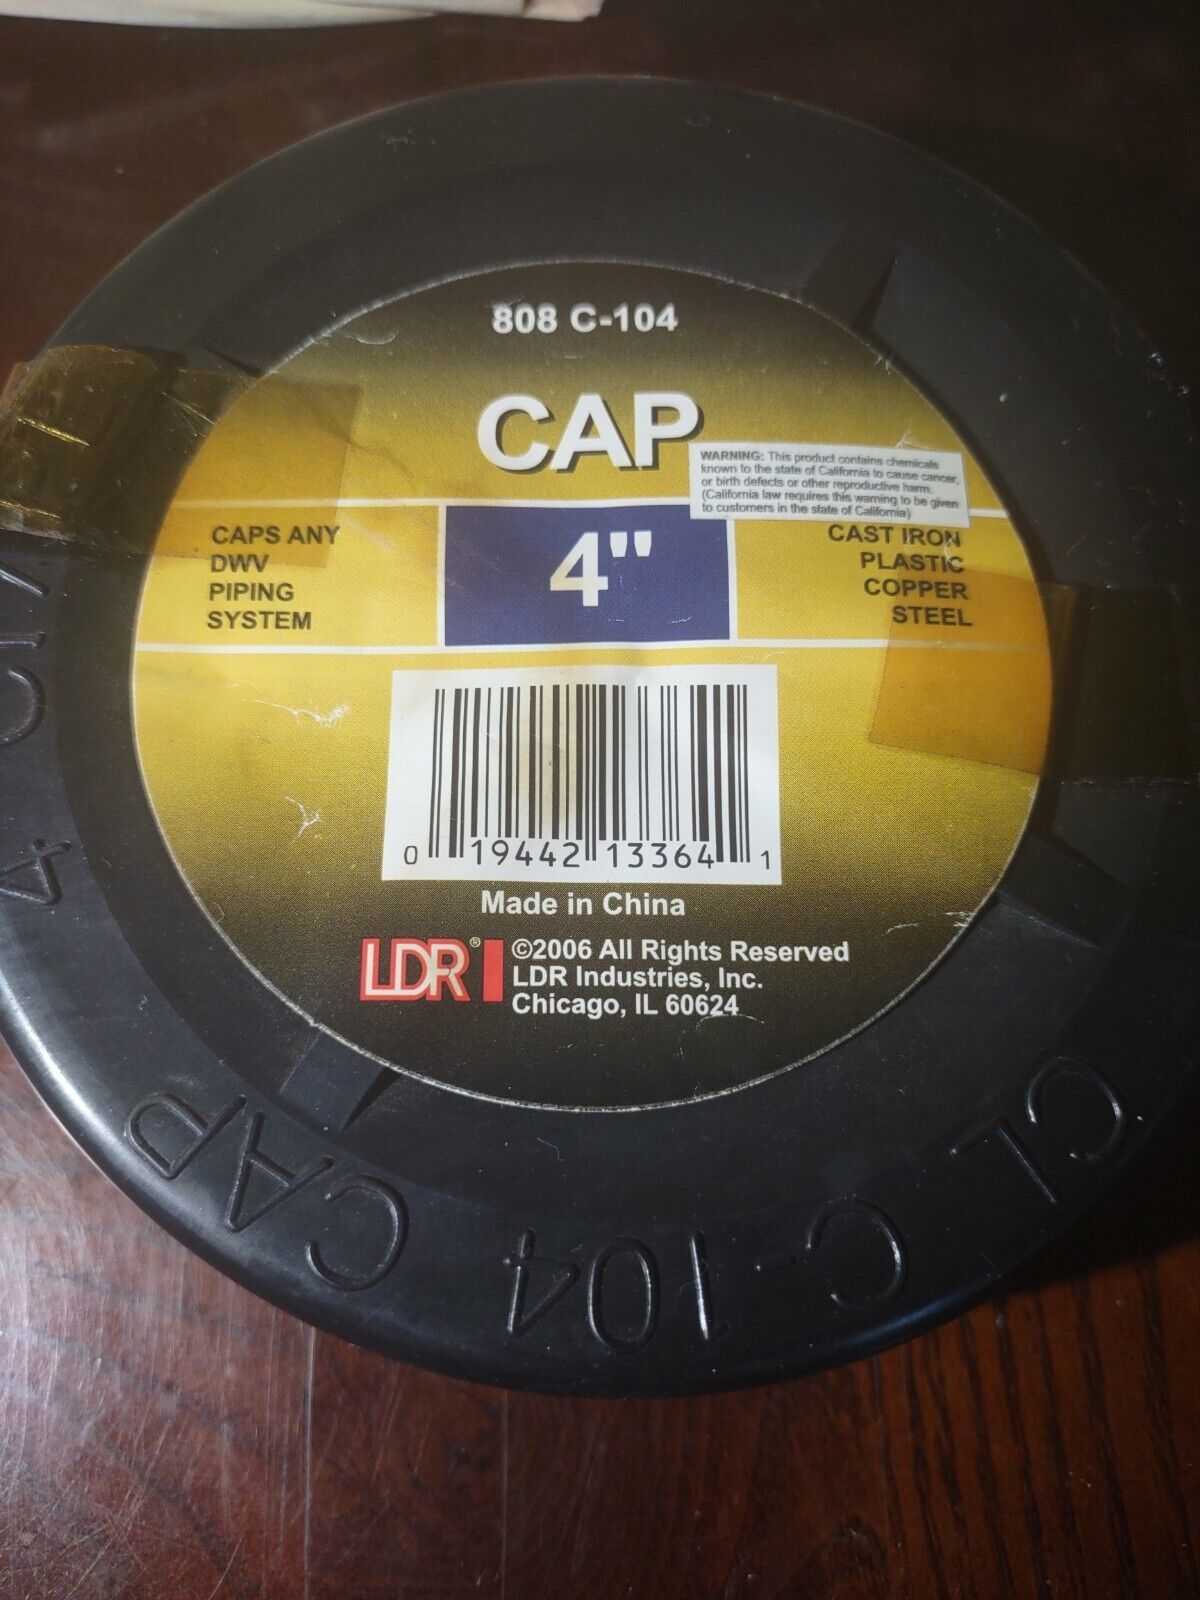 808 C-104
CAP
WARNING: This product contains chemicals
known to the state of California to cause cancer,
or birth defects or other reproductive harm.
(California law requires this warning to be given
to customers in the state of California)
CAPS ANY
DWV
PIPING
SYSTEM
4"
CAST IRON
PLASTIC
COPPER
STEEL
0 19442 13364 1
Made in China
LDR®
©2006 All Rights Reserved
LDR Industries, Inc.
Chicago, IL 60624
CL C-104 CAP 4